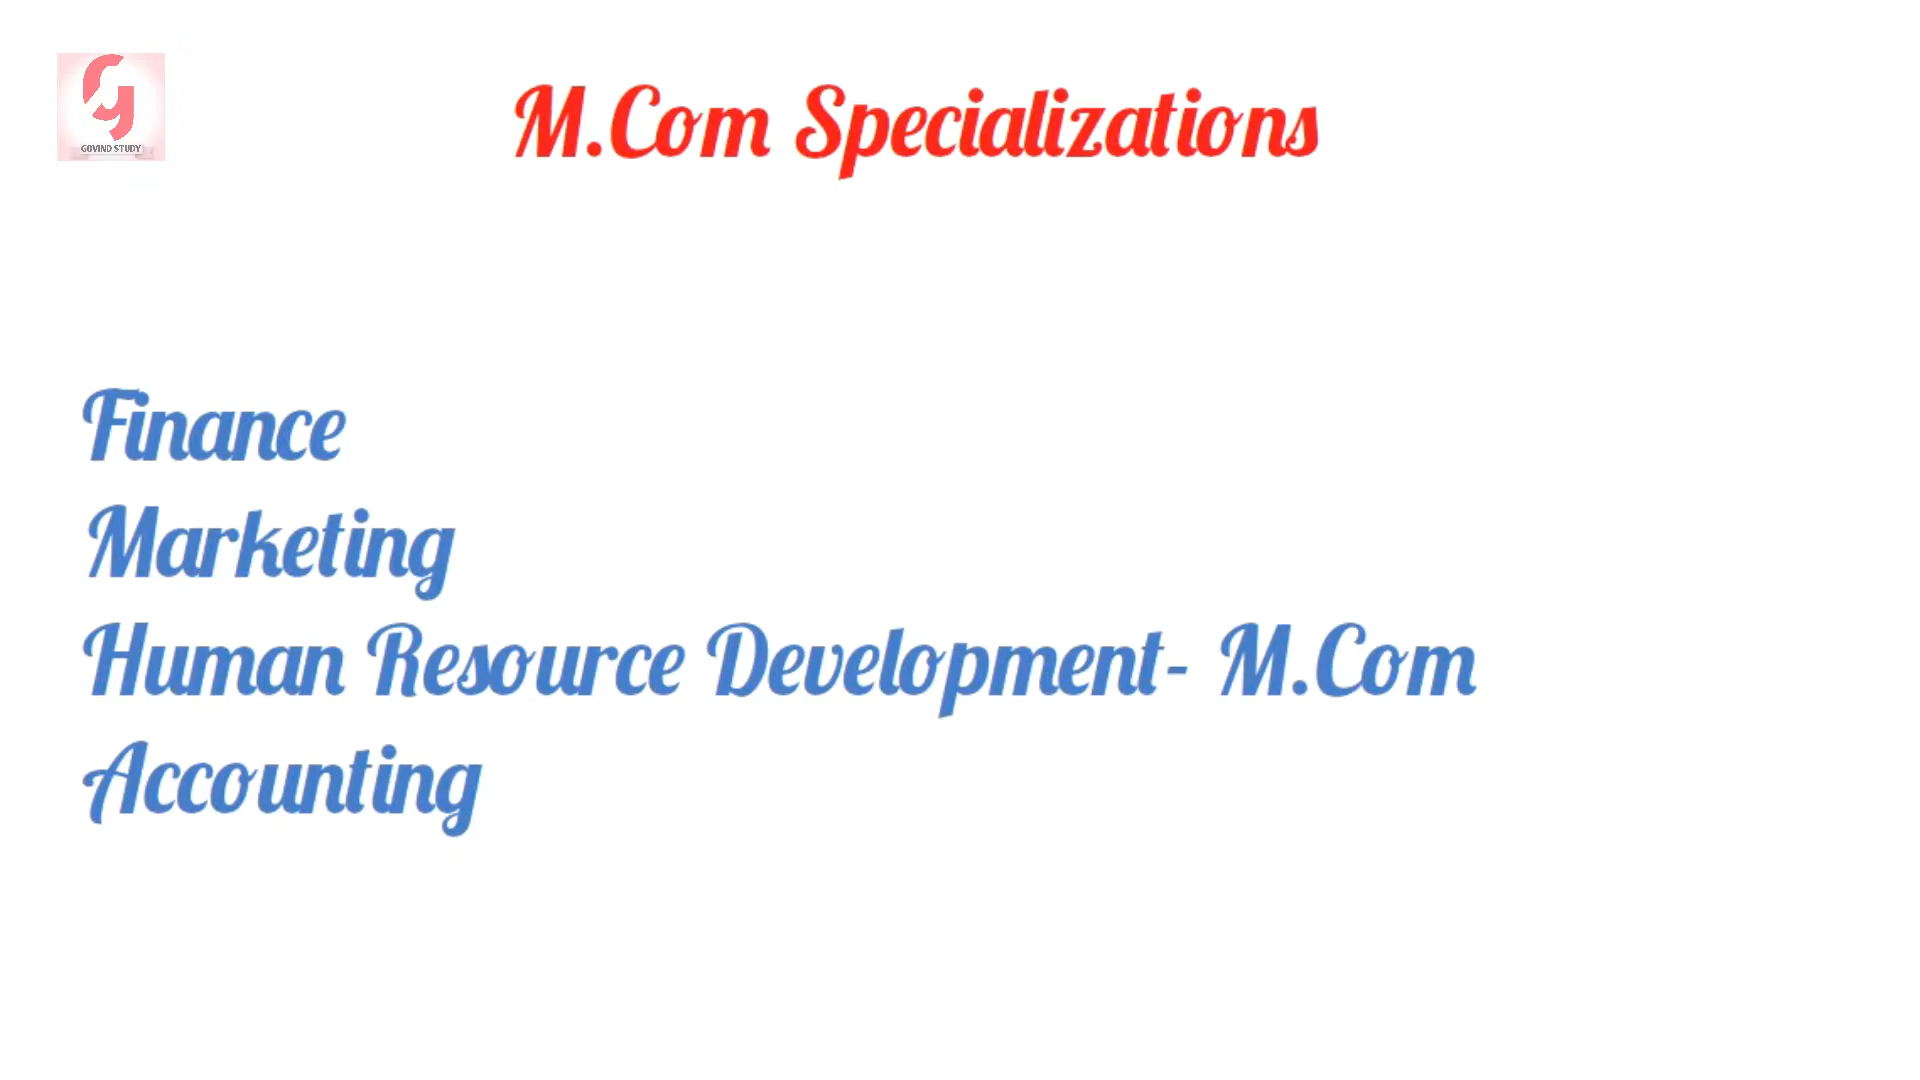 GOVIND STUDY
M.Com Specializations
Finance
Marketing
Human Resource Development- M.Com
Accounting